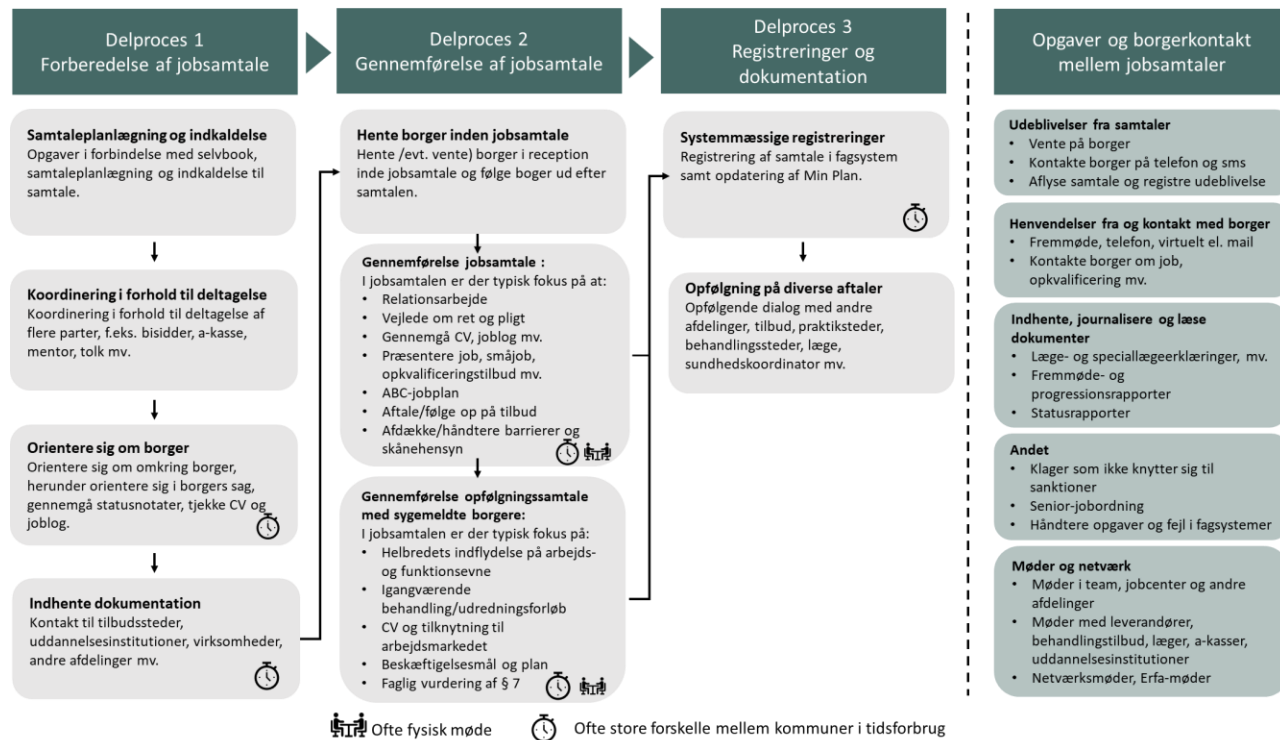 Delproces 1
Forberedelse af jobsamtale
Samtaleplanlægning og indkaldelse
Opgaver i forbindelse med selvbook,
samtaleplanlægning og indkaldelse til
samtale.
Koordinering i forhold til deltagelse
Koordinering i forhold til deltagelse af
flere parter, f.eks. bisidder, a-kasse,
mentor, tolk mv.
Orientere sig om borger
Orientere sig om omkring borger,
herunder orientere sig i borgers sag,
gennemgå statusnotater, tjekke CV og
joblog.
Indhente dokumentation
Kontakt til tilbudssteder,
uddannelsesinstitutioner, virksomheder,
andre afdelinger mv.
Delproces 2
Gennemførelse af jobsamtale
Hente borger inden jobsamtale
Hente /evt. vente) borger i reception
inde jobsamtale og følge boger ud efter
samtalen.
Gennemførelse jobsamtale :
I jobsamtalen er der typisk fokus på at:
• Relationsarbejde
• Vejlede om ret og pligt
• Gennemgå CV, joblog mv.
• Præsentere job, småjob,
opkvalificeringstilbud mv.
• ABC-jobplan
• Aftale/følge op på tilbud
• Afdække/håndtere barrierer og
skånehensyn
Gennemførelse opfølgningssamtale
med sygemeldte borgere:
I jobsamtalen er der typisk fokus på:
• Helbredets indflydelse på arbejds-
og funktionsevne
• Igangværende
behandling/udredningsforløb
• CV og tilknytning til
arbejdsmarkedet
• Beskæftigelsesmål og plan
• Faglig vurdering af § 7
Delproces 3
Registreringer og
dokumentation
Systemmæssige registreringer
Registrering af samtale i fagsystem
samt opdatering af Min Plan.
Opfølgning på diverse aftaler
Opfølgende dialog med andre
afdelinger, tilbud, praktiksteder,
behandlingssteder, læge,
sundhedskoordinator mv.
Opgaver og borgerkontakt
mellem jobsamtaler
Udeblivelser fra samtaler
• Vente på borger
• Kontakte borger på telefon og sms
• Aflyse samtale og registre udeblivelse
Henvendelser fra og kontakt med borger
• Fremmøde, telefon, virtuelt el. mail
• Kontakte borger om job,
opkvalificering mv.
Indhente, journalisere og læse
dokumenter
• Læge- og speciallægeerklæringer, mv.
• Fremmøde- og
progressionsrapporter
• Statusrapporter
Andet
• Klager som ikke knytter sig til
sanktioner
• Senior-jobordning
• Håndtere opgaver og fejl i fagsystemer
Møder og netværk
• Møder i team, jobcenter og andre
afdelinger
• Møder med leverandører,
behandlingstilbud, læger, a-kasser,
uddannelsesinstitutioner
• Netværksmøder, Erfa-møder
Ofte fysisk møde
Ofte store forskelle mellem kommuner i tidsforbrug